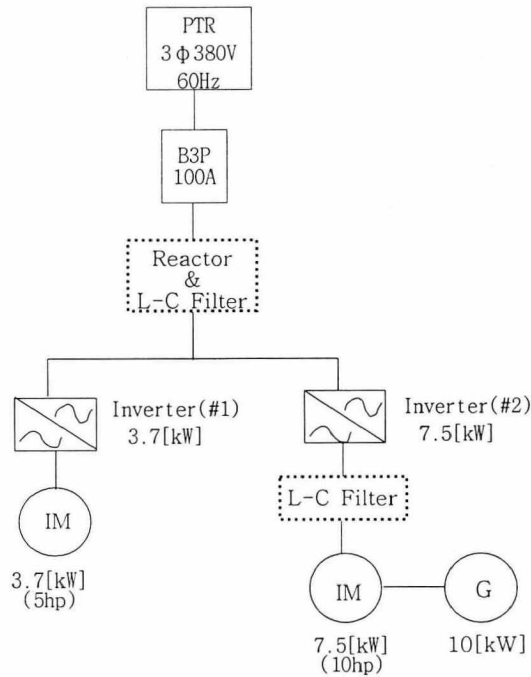 PTR
3φ380V
60Hz
B3P
100A
Reactor
&
L-C Filter
Inverter(#1)
3.7[kW]
Inverter(#2)
7.5[kW]
L-C Filter
IM
3.7[kW]
(5hp)
IM
G
7.5[kW]
(10hp)
10[kW]